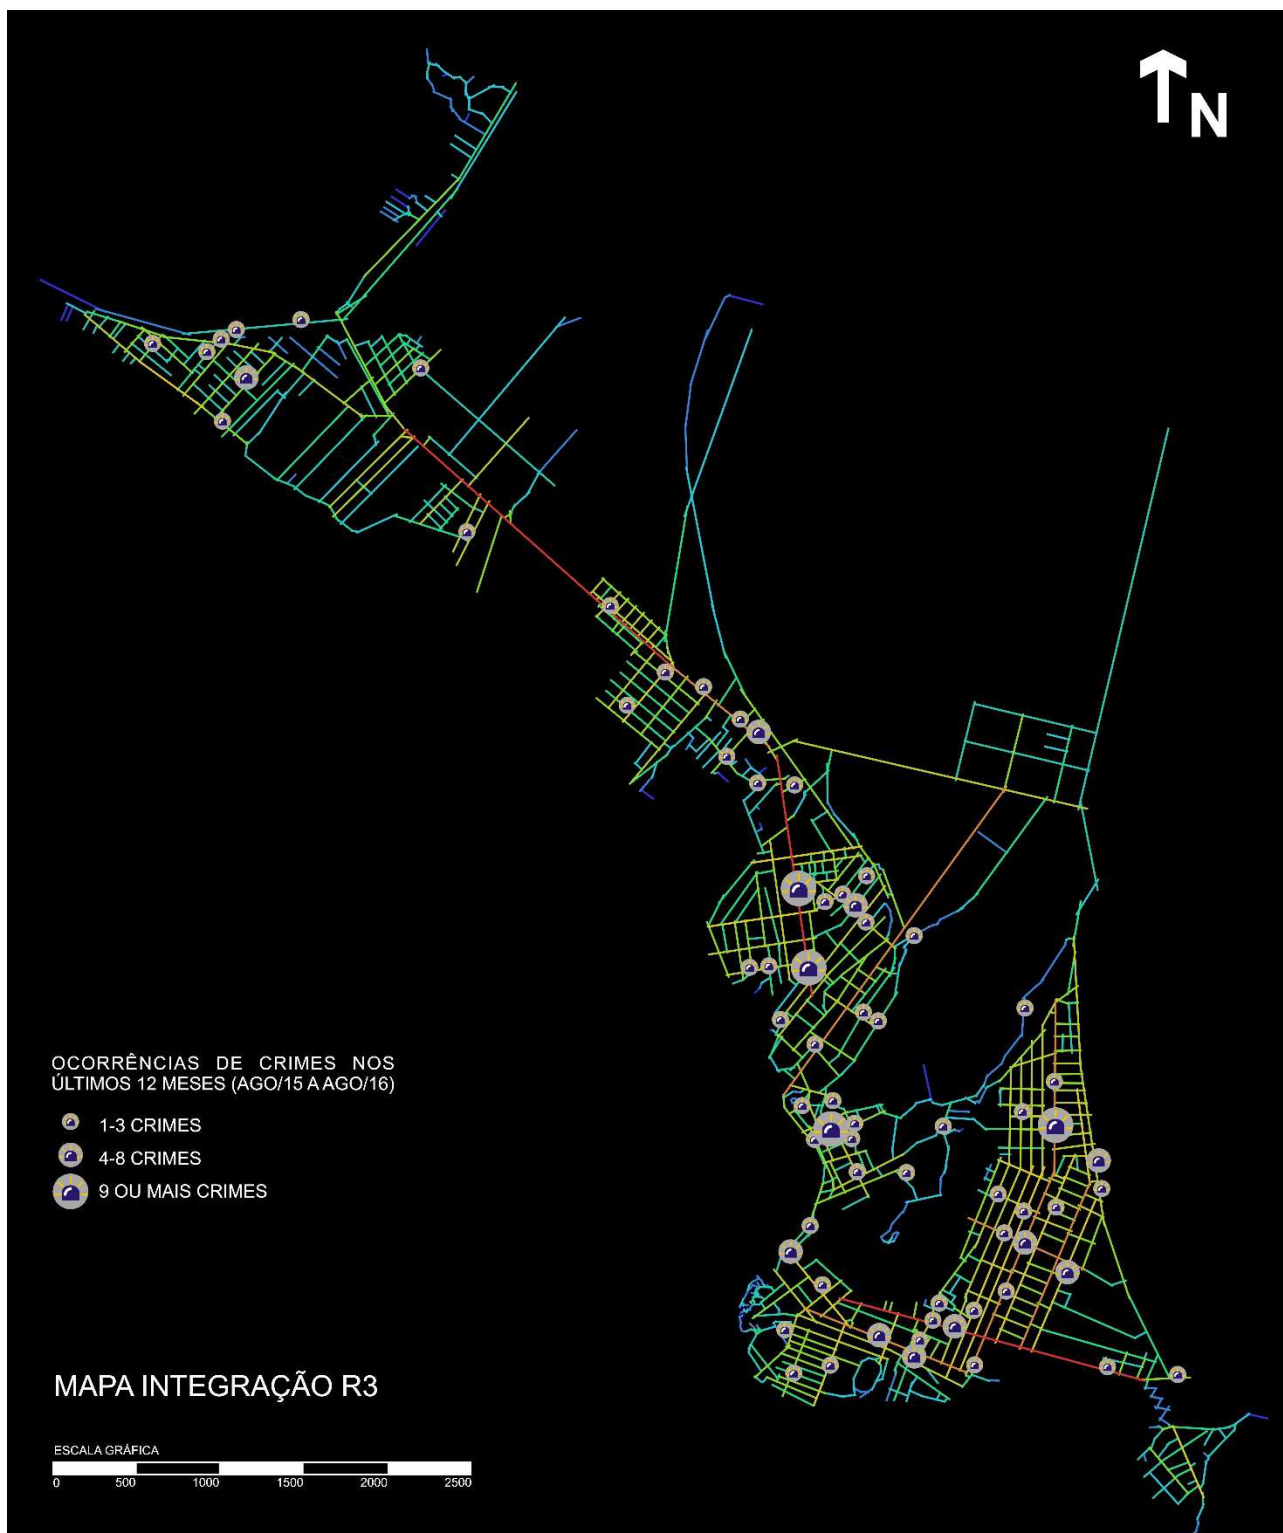 N
OCORRÊNCIAS DE CRIMES NOS
ÚLTIMOS 12 MESES (AGO/15 A AGO/16)
1-3 CRIMES
4-8 CRIMES
9 OU MAIS CRIMES
MAPA INTEGRAÇÃO R3
ESCALA GRÁFICA
0 500 1000 1500 2000 2500